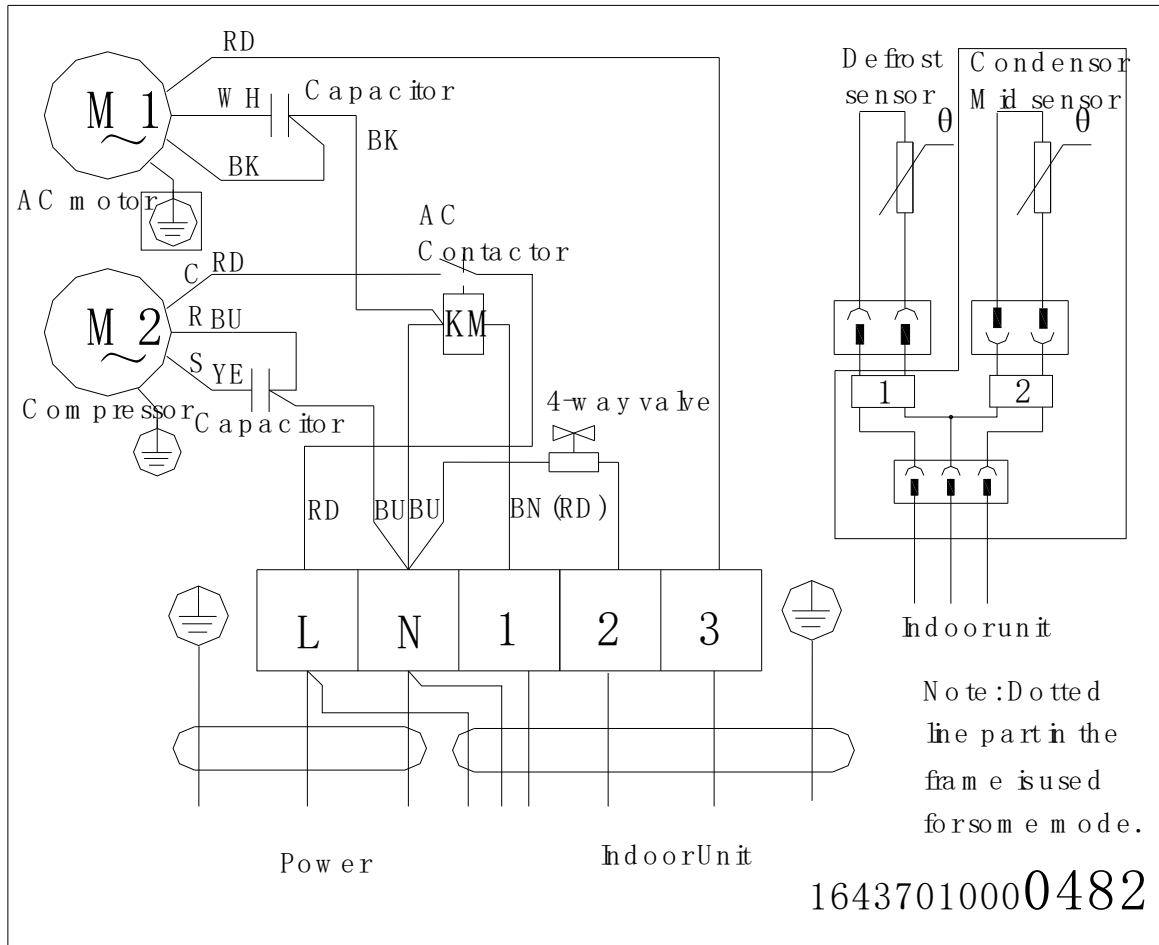 RD
M 1
WH
Capacitor
BK
BK
AC motor
Defrost
sensor
Condensor
Mid sensor
θ
θ
AC
Contactor
C RD
M 2
R BU
S YE
KM
Compressor
Capacitor
4-way valve
1
2
RD
BU
BU
BN (RD)
L
N
1
2
3
Indoor unit
Note:Dotted
line part in the
frame is used
for some mode.
Power
Indoor Unit
16437010000482